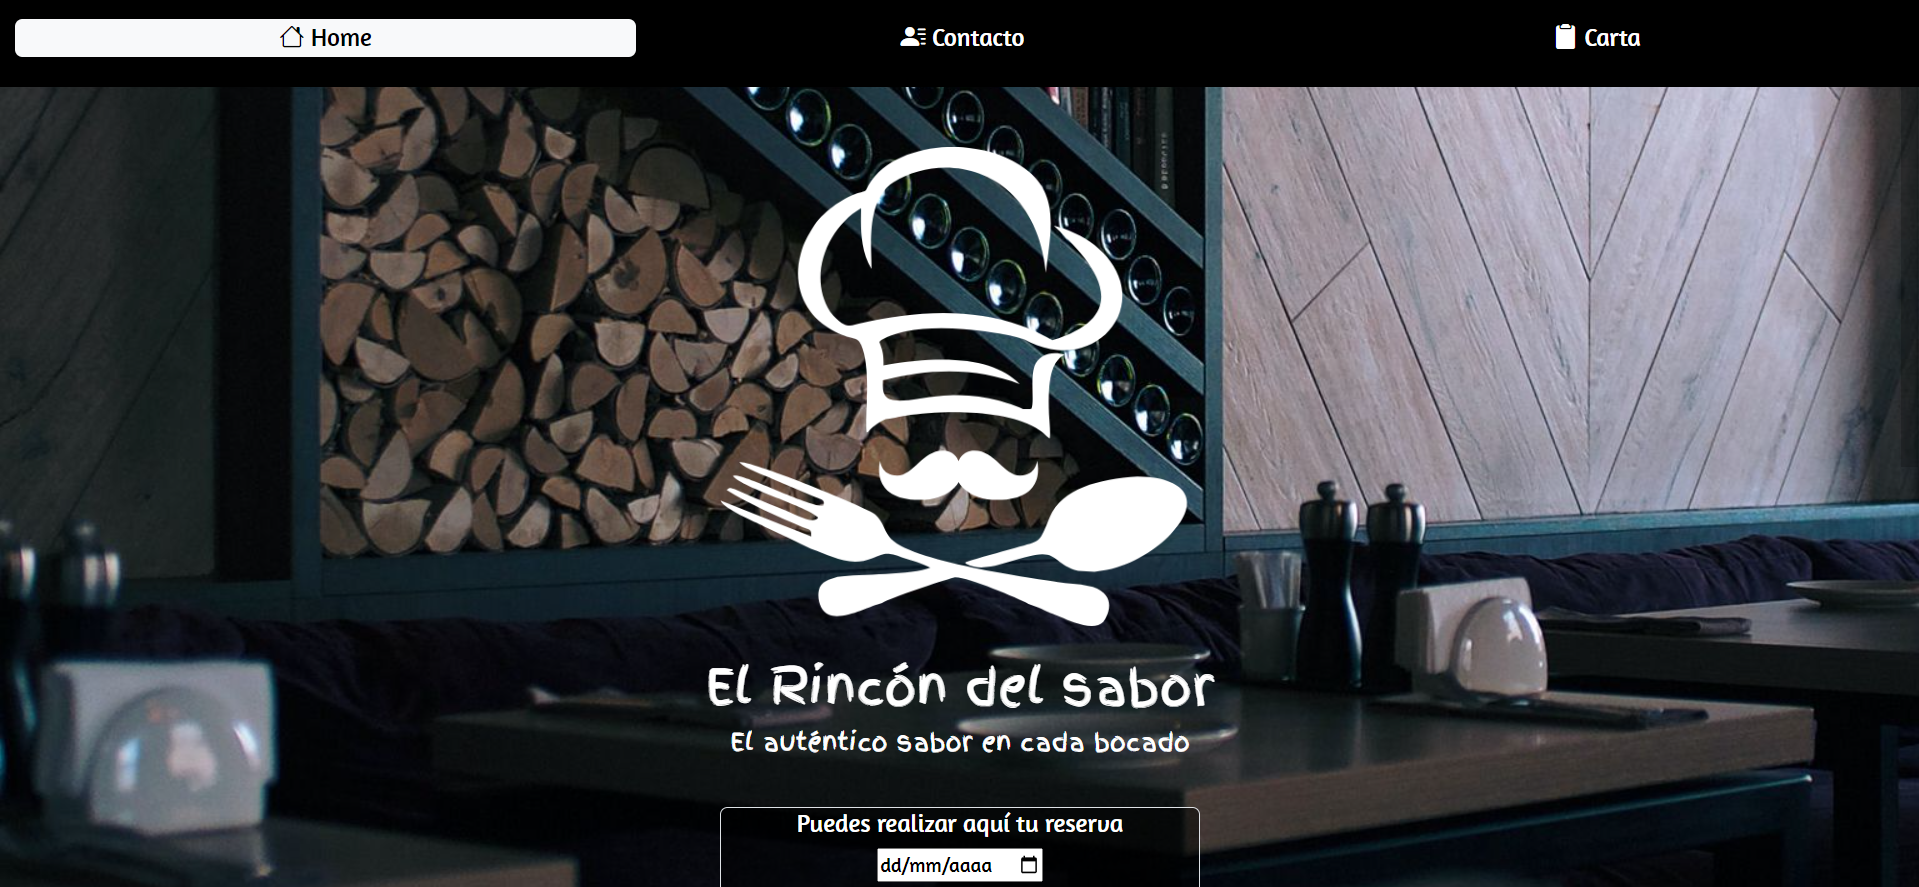 Home
Contacto
Carta
El Rincón del sabor
El auténtico sabor en cada bocado
Puedes realizar aquí tu reserva
dd/mm/aaaa